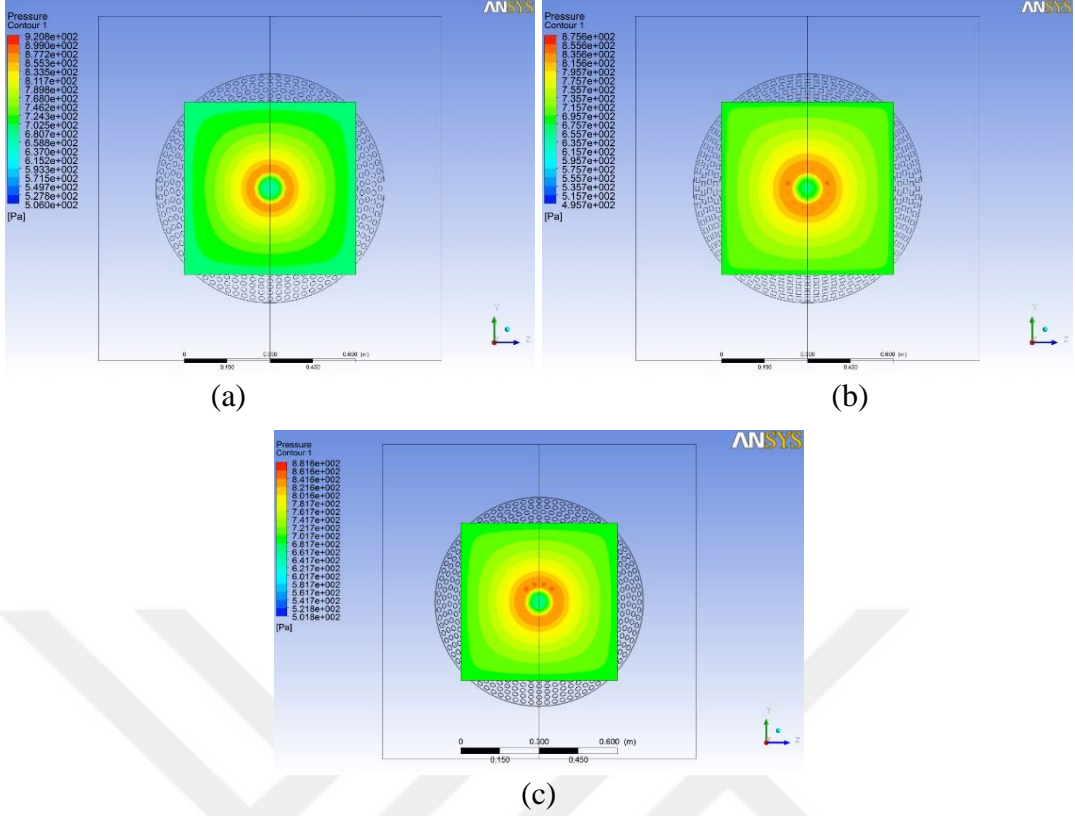 ANSYS
Pressure
Contour 1
9.208e+002
8.990e+002
8.772e+002
8.553e+002
8.335e+002
8.117e+002
7.898e+002
7.680e+002
7.462e+002
7.243e+002
7.025e+002
6.807e+002
6.588e+002
6.370e+002
6.152e+002
5.933e+002
5.715e+002
5.497e+002
5.278e+002
5.060e+002
[Pa]
Y
Z
0 0.300 0.600 (m)
0.150 0.450
(a)
ANSYS
Pressure
Contour 1
8.756e+002
8.556e+002
8.356e+002
8.156e+002
7.957e+002
7.757e+002
7.557e+002
7.357e+002
7.157e+002
6.957e+002
6.757e+002
6.557e+002
6.357e+002
6.157e+002
5.957e+002
5.757e+002
5.557e+002
5.357e+002
5.157e+002
4.957e+002
[Pa]
Y
Z
0 0.300 0.600 (m)
0.150 0.450
(b)
ANSYS
Pressure
Contour 1
8.816e+002
8.616e+002
8.416e+002
8.216e+002
8.016e+002
7.817e+002
7.617e+002
7.417e+002
7.217e+002
7.017e+002
6.817e+002
6.617e+002
6.417e+002
6.217e+002
6.017e+002
5.817e+002
5.617e+002
5.417e+002
5.218e+002
5.018e+002
[Pa]
Y
Z
0 0.300 0.600 (m)
0.150 0.450
(c)